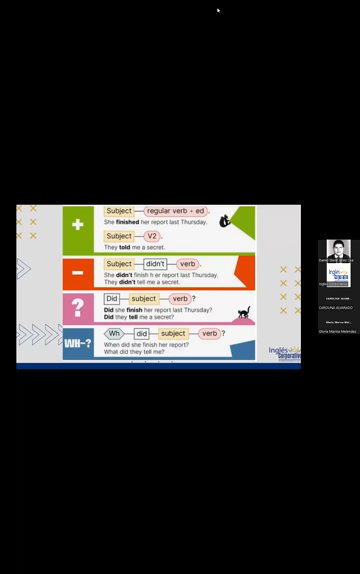 +
Subject regular verb + ed.
She finished her report last Thursday.
Subject V2.
They told me a secret.
−
Subject didn't verb.
She didn't finish h er report last Thursday.
They didn't tell me a secret.
?
Did subject verb ?
Did she finish her report last Thursday?
Did they tell me a secret?
WH-?
Wh did subject verb ?
When did she finish her report?
What did they tell me?
Inglés
Corporativo
Inglés
Corporativo
CAROLINA ALVARADO